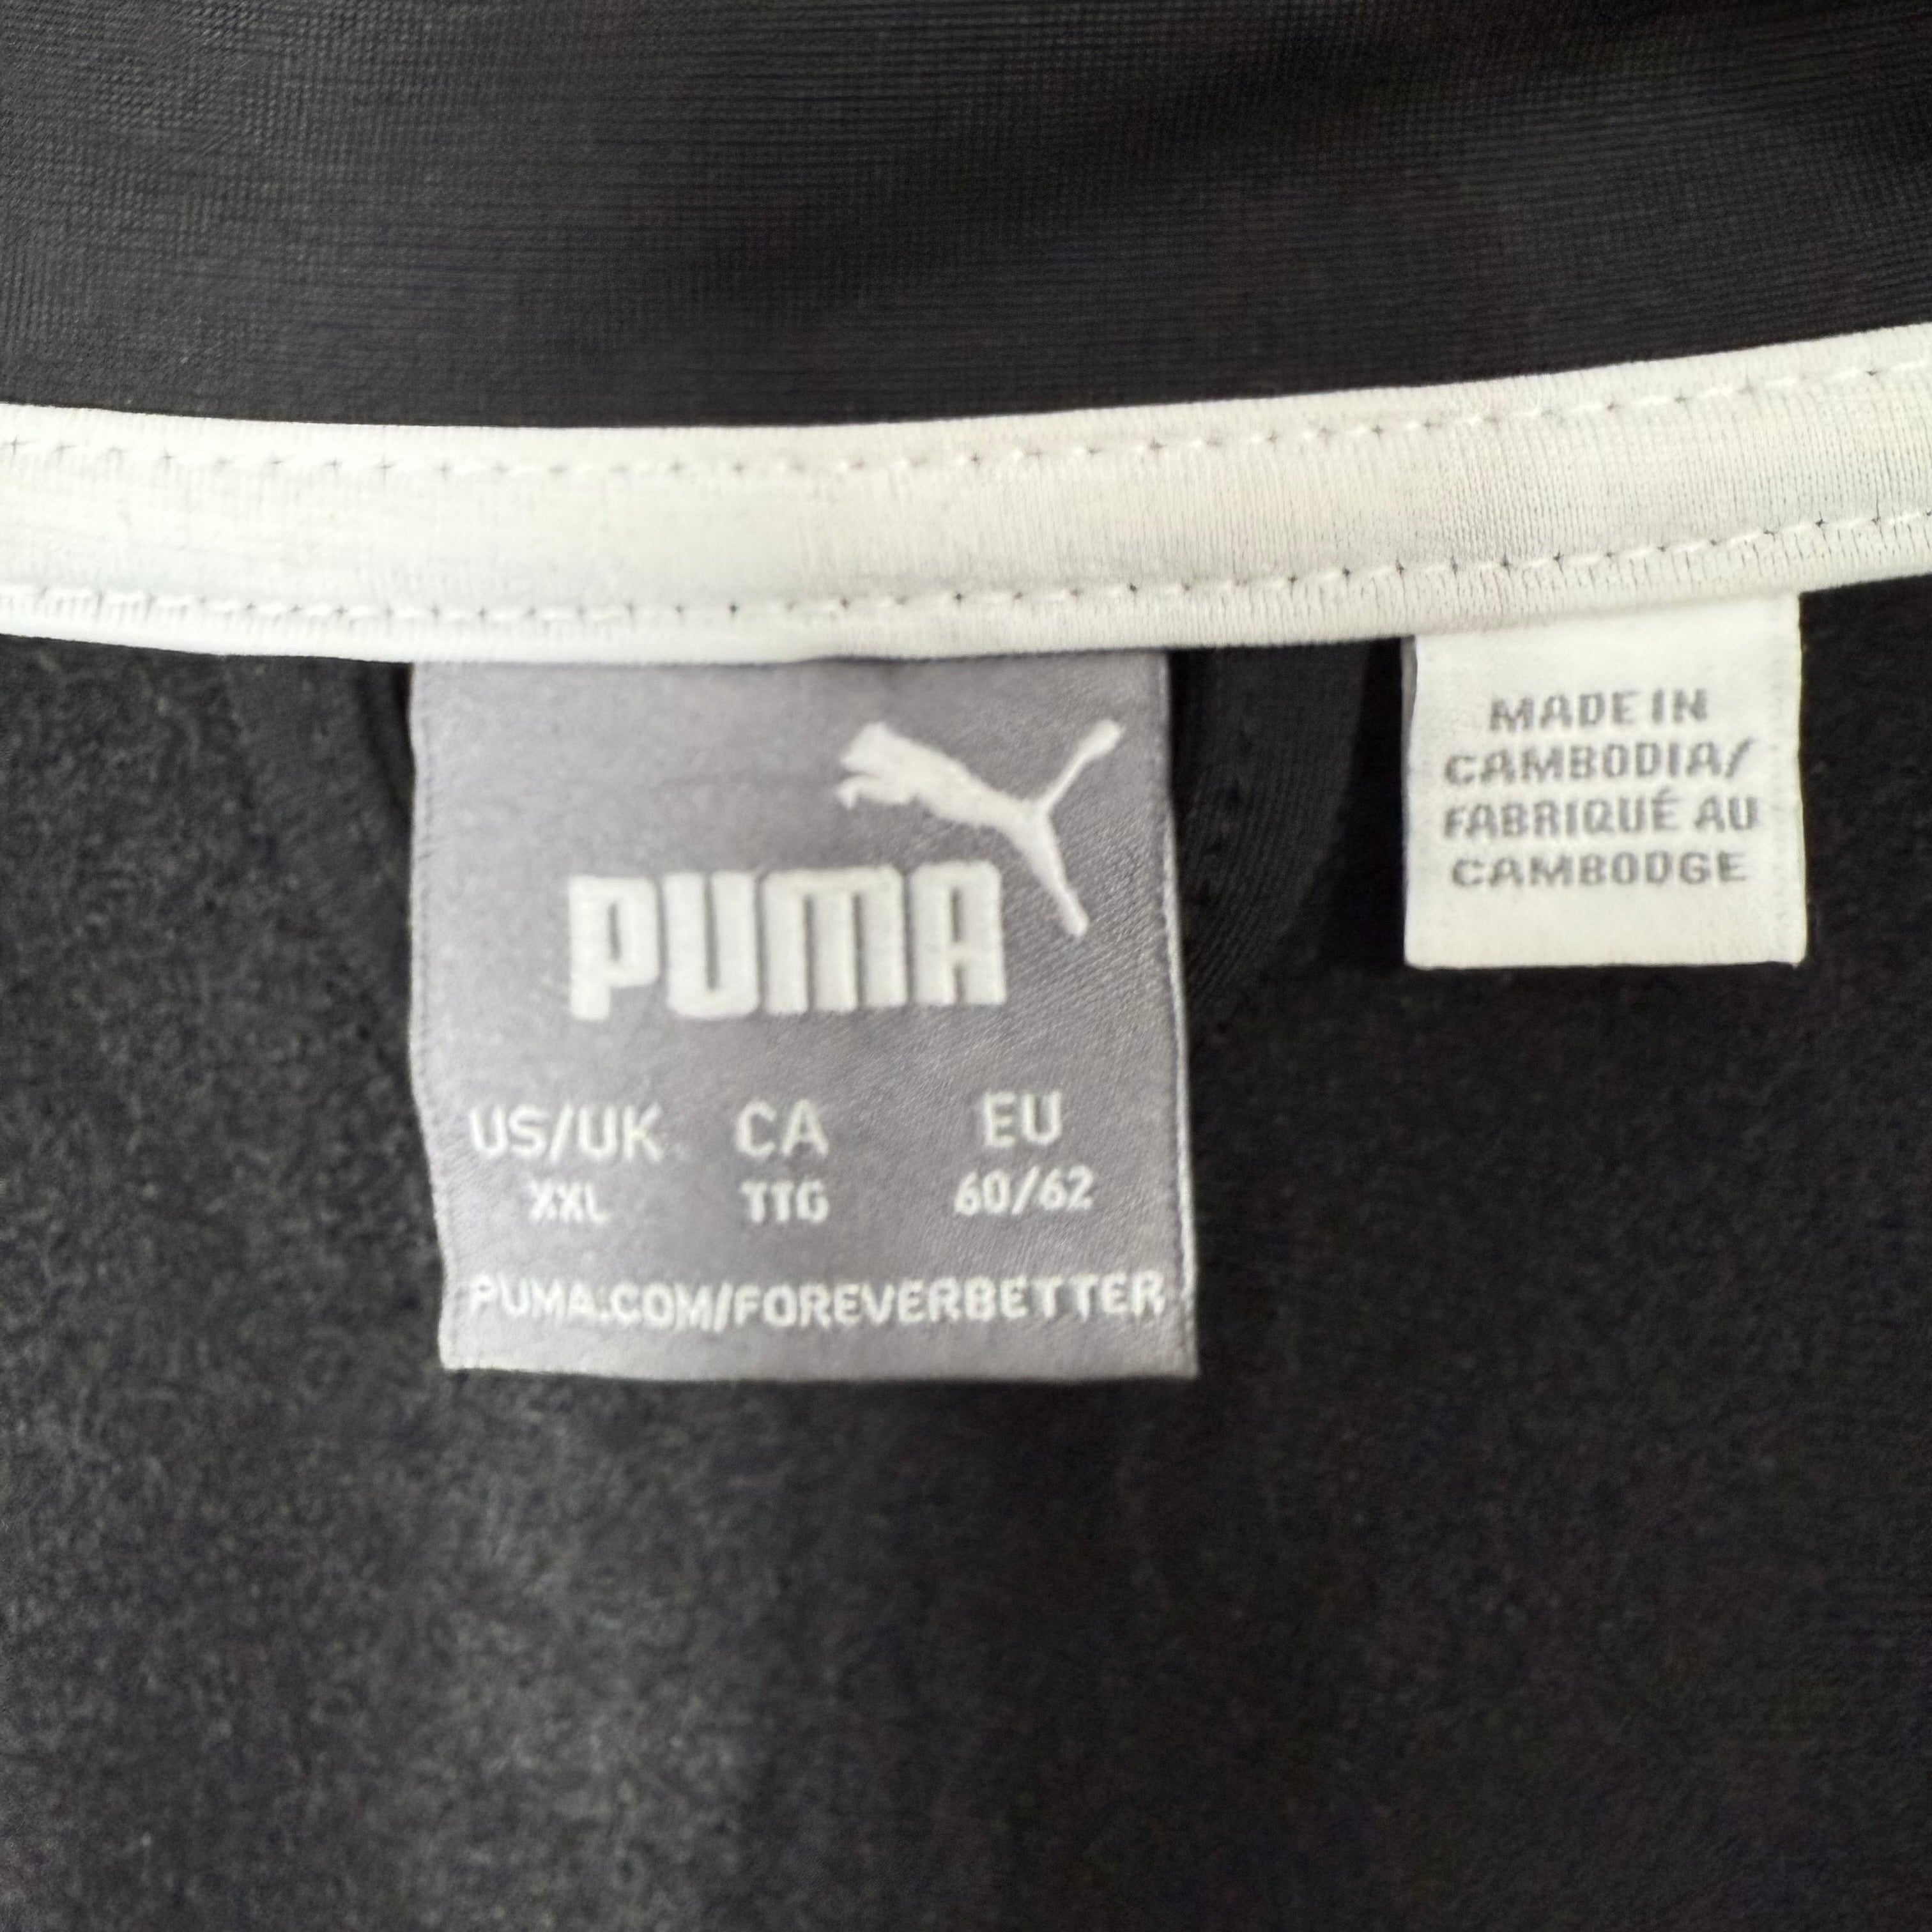 PUMA
US/UK CA EU
XXL TTG 60/62
PUMA.COM/FOREVERBETTER
MADE IN
CAMBODIA/
FABRIQUÉ AU
CAMBODGE